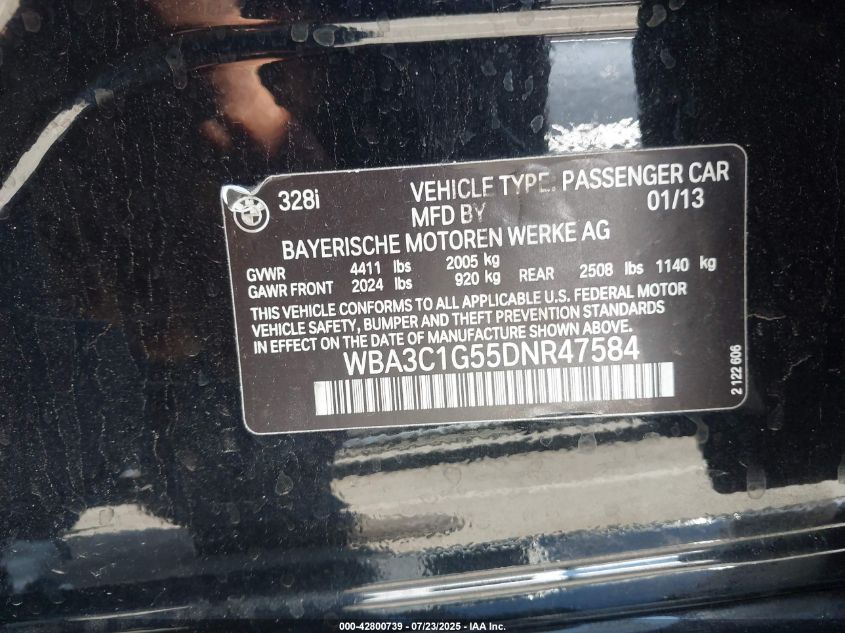 328i VEHICLE TYPE: PASSENGER CAR
MFD BY 01/13
BAYERISCHE MOTOREN WERKE AG
GVWR 4411 lbs 2005 kg
GAWR FRONT 2024 lbs 920 kg REAR 2508 lbs 1140 kg
THIS VEHICLE CONFORMS TO ALL APPLICABLE U.S. FEDERAL MOTOR
VEHICLE SAFETY, BUMPER AND THEFT PREVENTION STANDARDS
IN EFFECT ON THE DATE OF MANUFACTURE SHOWN ABOVE.
WBA3C1G55DNR47584
2 122 606
000-42800739 - 07/23/2025 - IAA Inc.